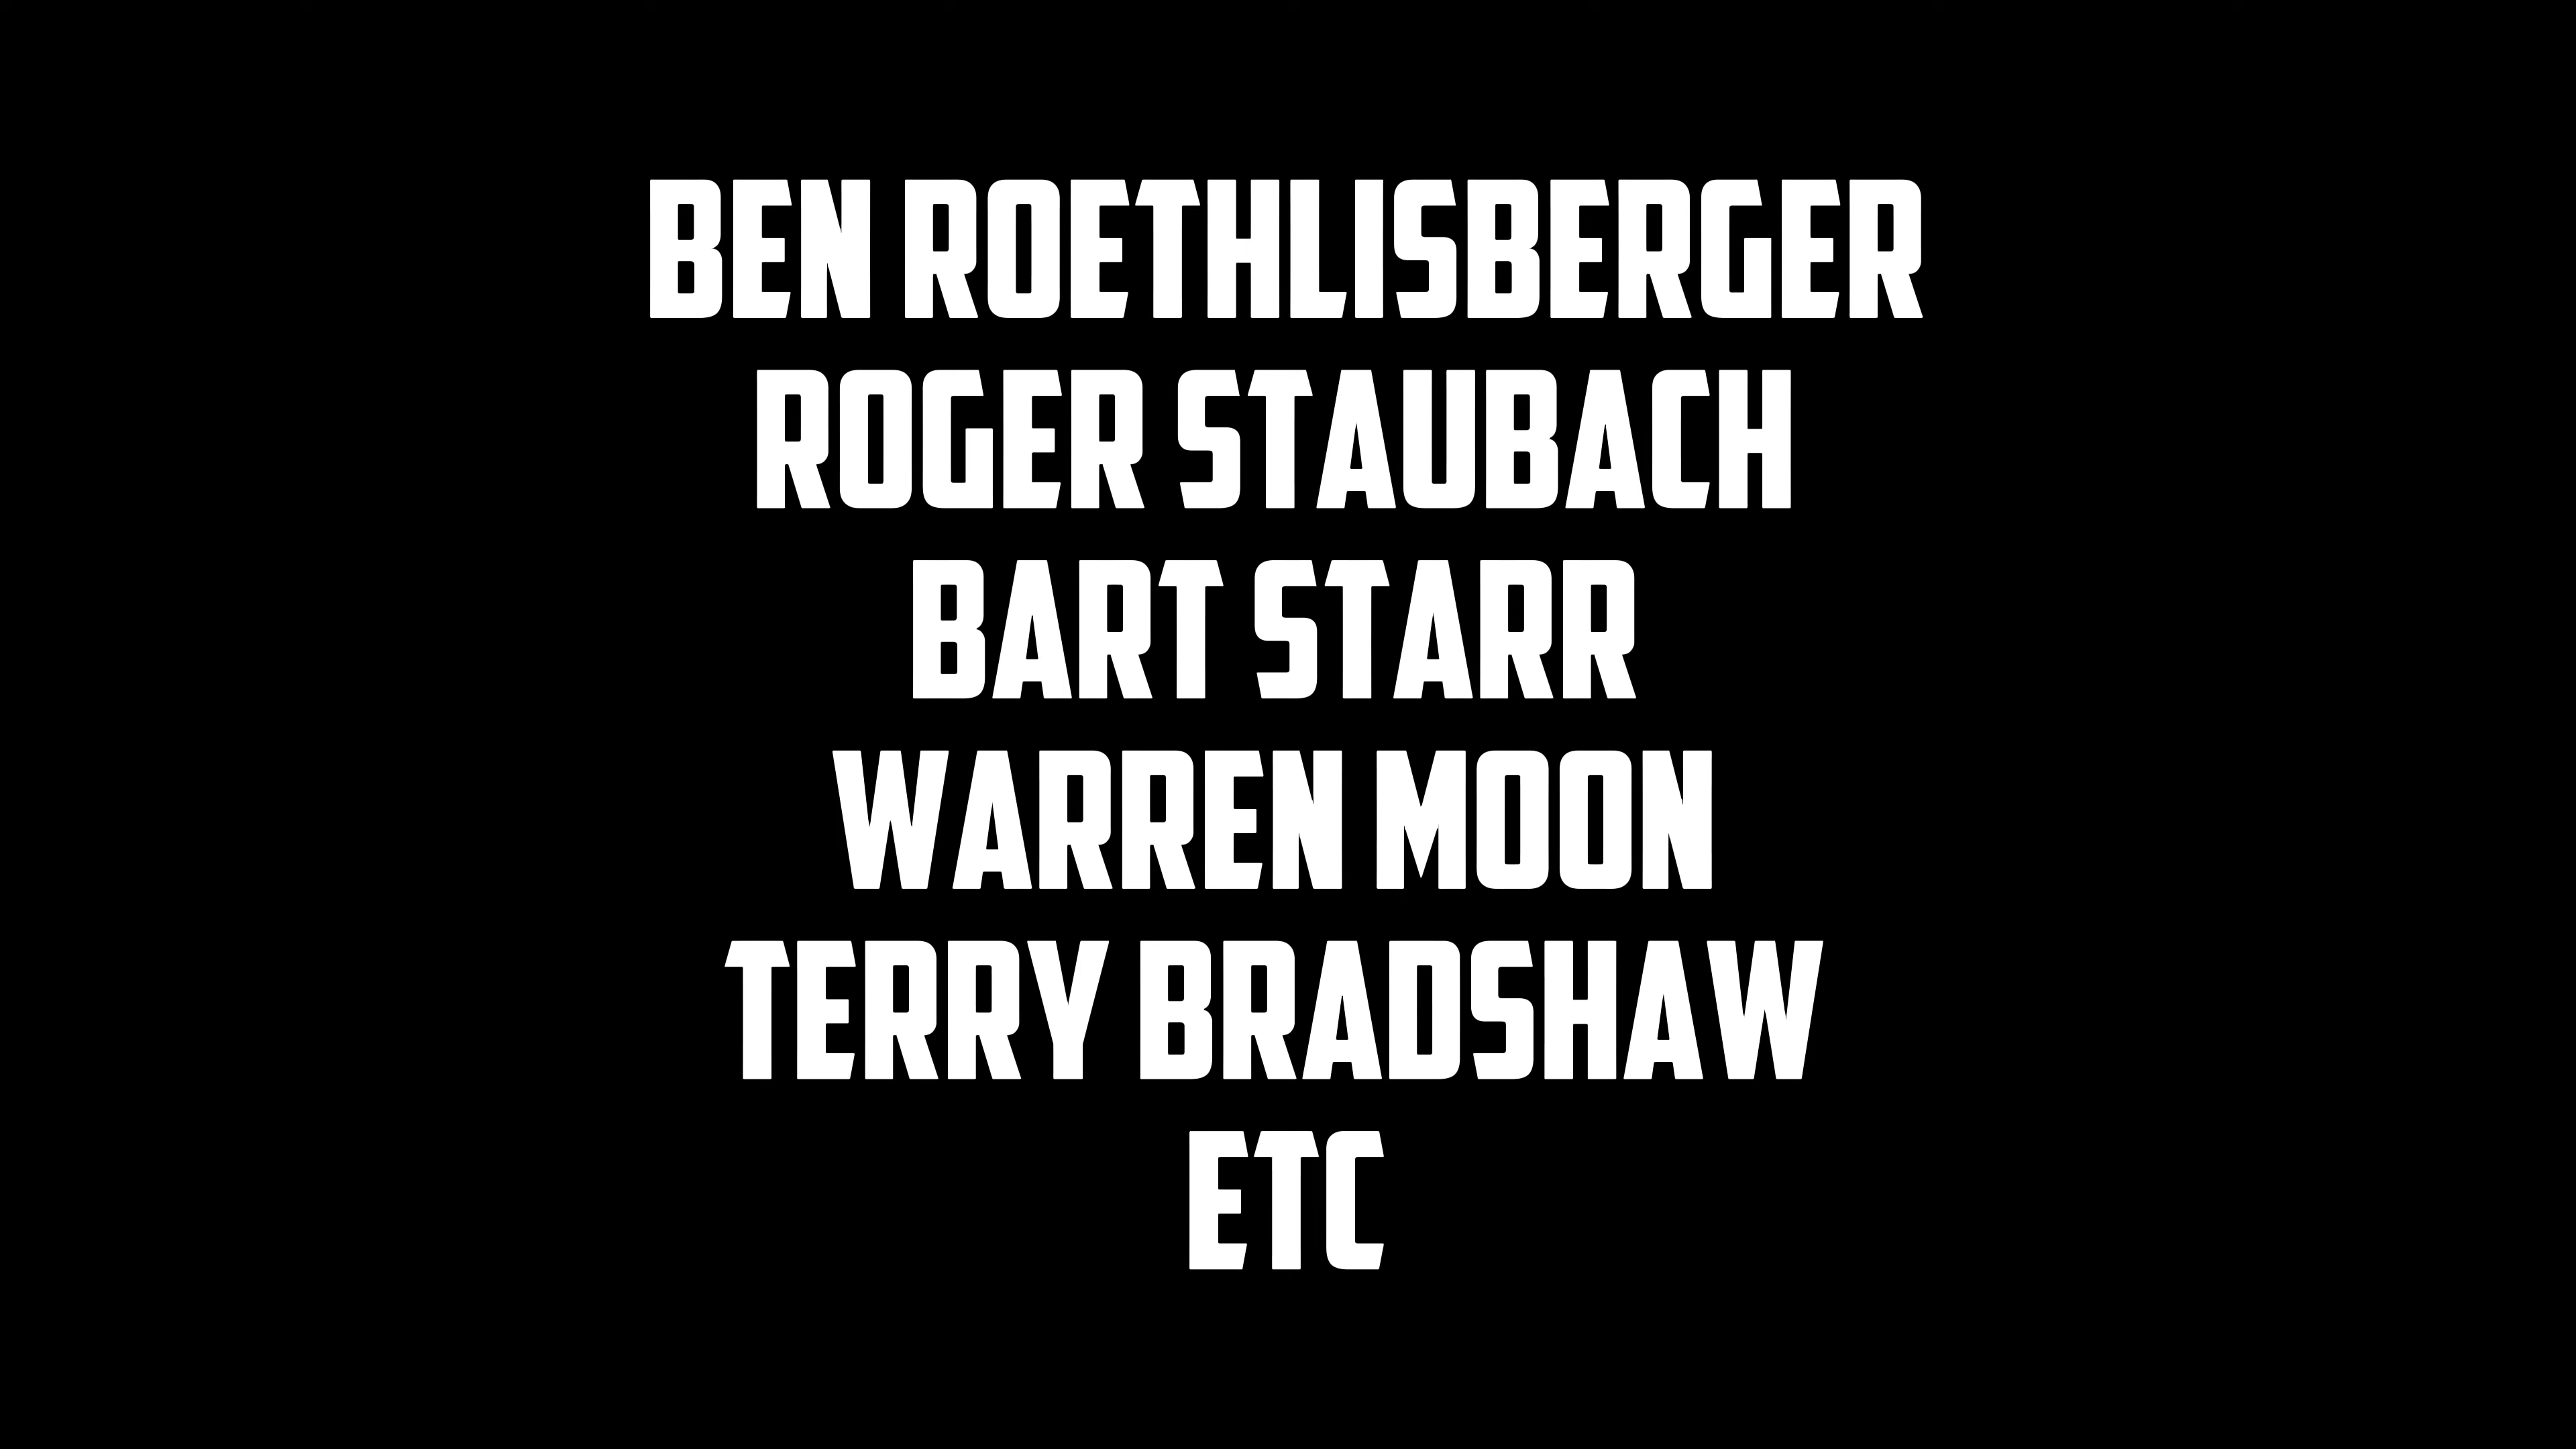 BEN ROETHLISBERGER
ROGER STAUBACH
BART STARR
WARREN MOON
TERRY BRADSHAW
ETC